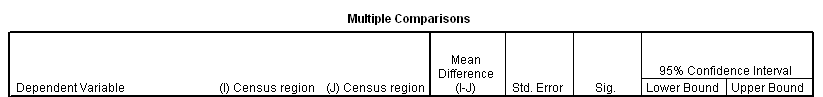 Multiple Comparisons
Mean
Difference
(I-J)
95% Confidence Interval
Dependent Variable (I) Census region (J) Census region Std. Error Sig. Lower Bound Upper Bound